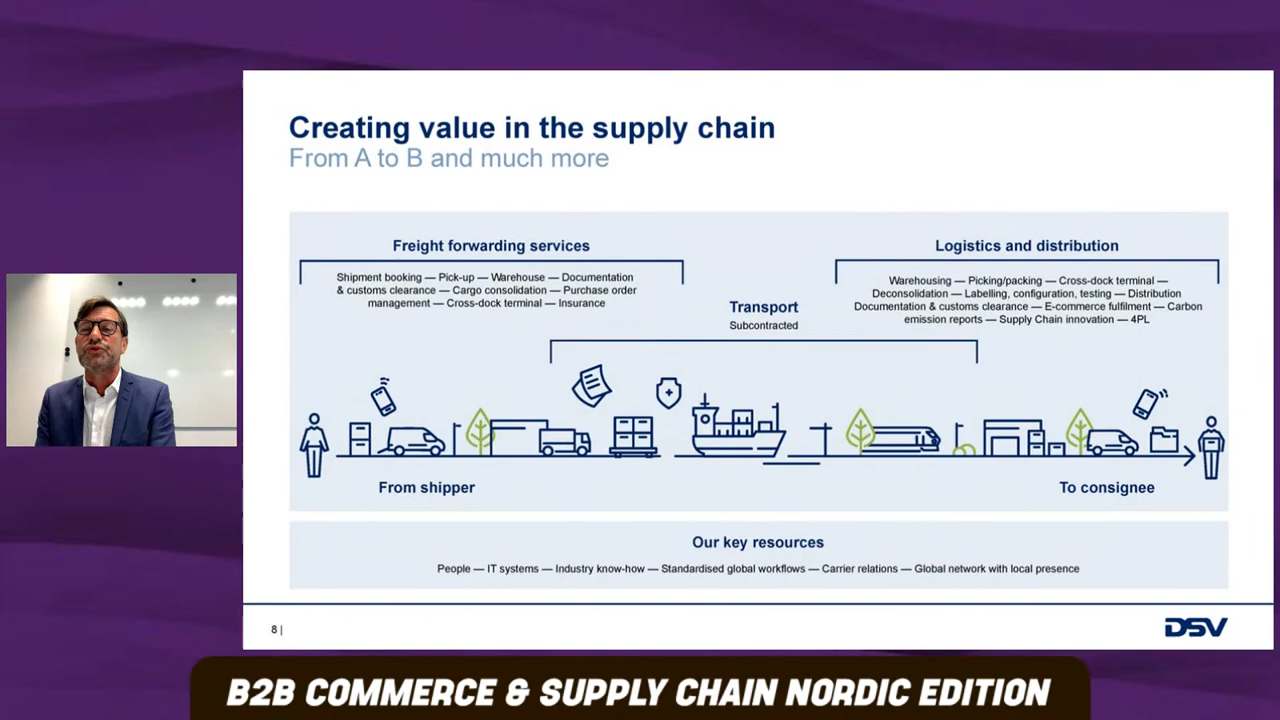 Creating value in the supply chain
From A to B and much more
Freight forwarding services
Shipment booking — Pick-up — Warehouse — Documentation
& customs clearance — Cargo consolidation — Purchase order
management — Cross-dock terminal — Insurance
Transport
Subcontracted
Logistics and distribution
Warehousing — Picking/packing — Cross-dock terminal —
Deconsolidation — Labelling, configuration, testing — Distribution
Documentation & customs clearance — E-commerce fulfilment — Carbon
emission reports — Supply Chain innovation — 4PL
From shipper
To consignee
Our key resources
People — IT systems — Industry know-how — Standardised global workflows — Carrier relations — Global network with local presence
8 |
DSV
B2B COMMERCE & SUPPLY CHAIN NORDIC EDITION